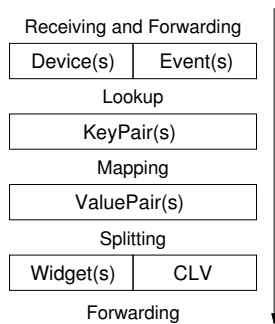 Receiving and Forwarding
Device(s) Event(s)
Lookup
KeyPair(s)
Mapping
ValuePair(s)
Splitting
Widget(s) CLV
Forwarding